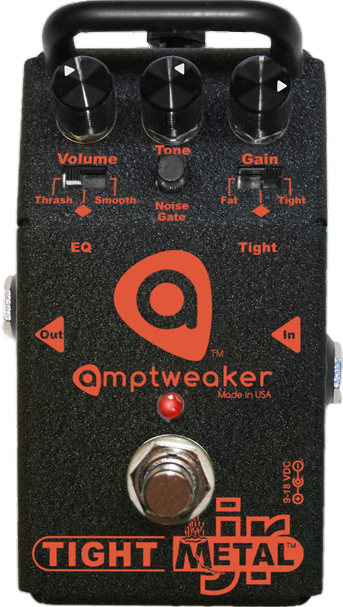 Volume
Tone
Gain
Thrash
Smooth
Noise
Gate
Fat
Tight
EQ
Tight
Out
In
a
TM
amptweaker
Made in USA
9-18 VDC
TIGHT METAL TM
jr